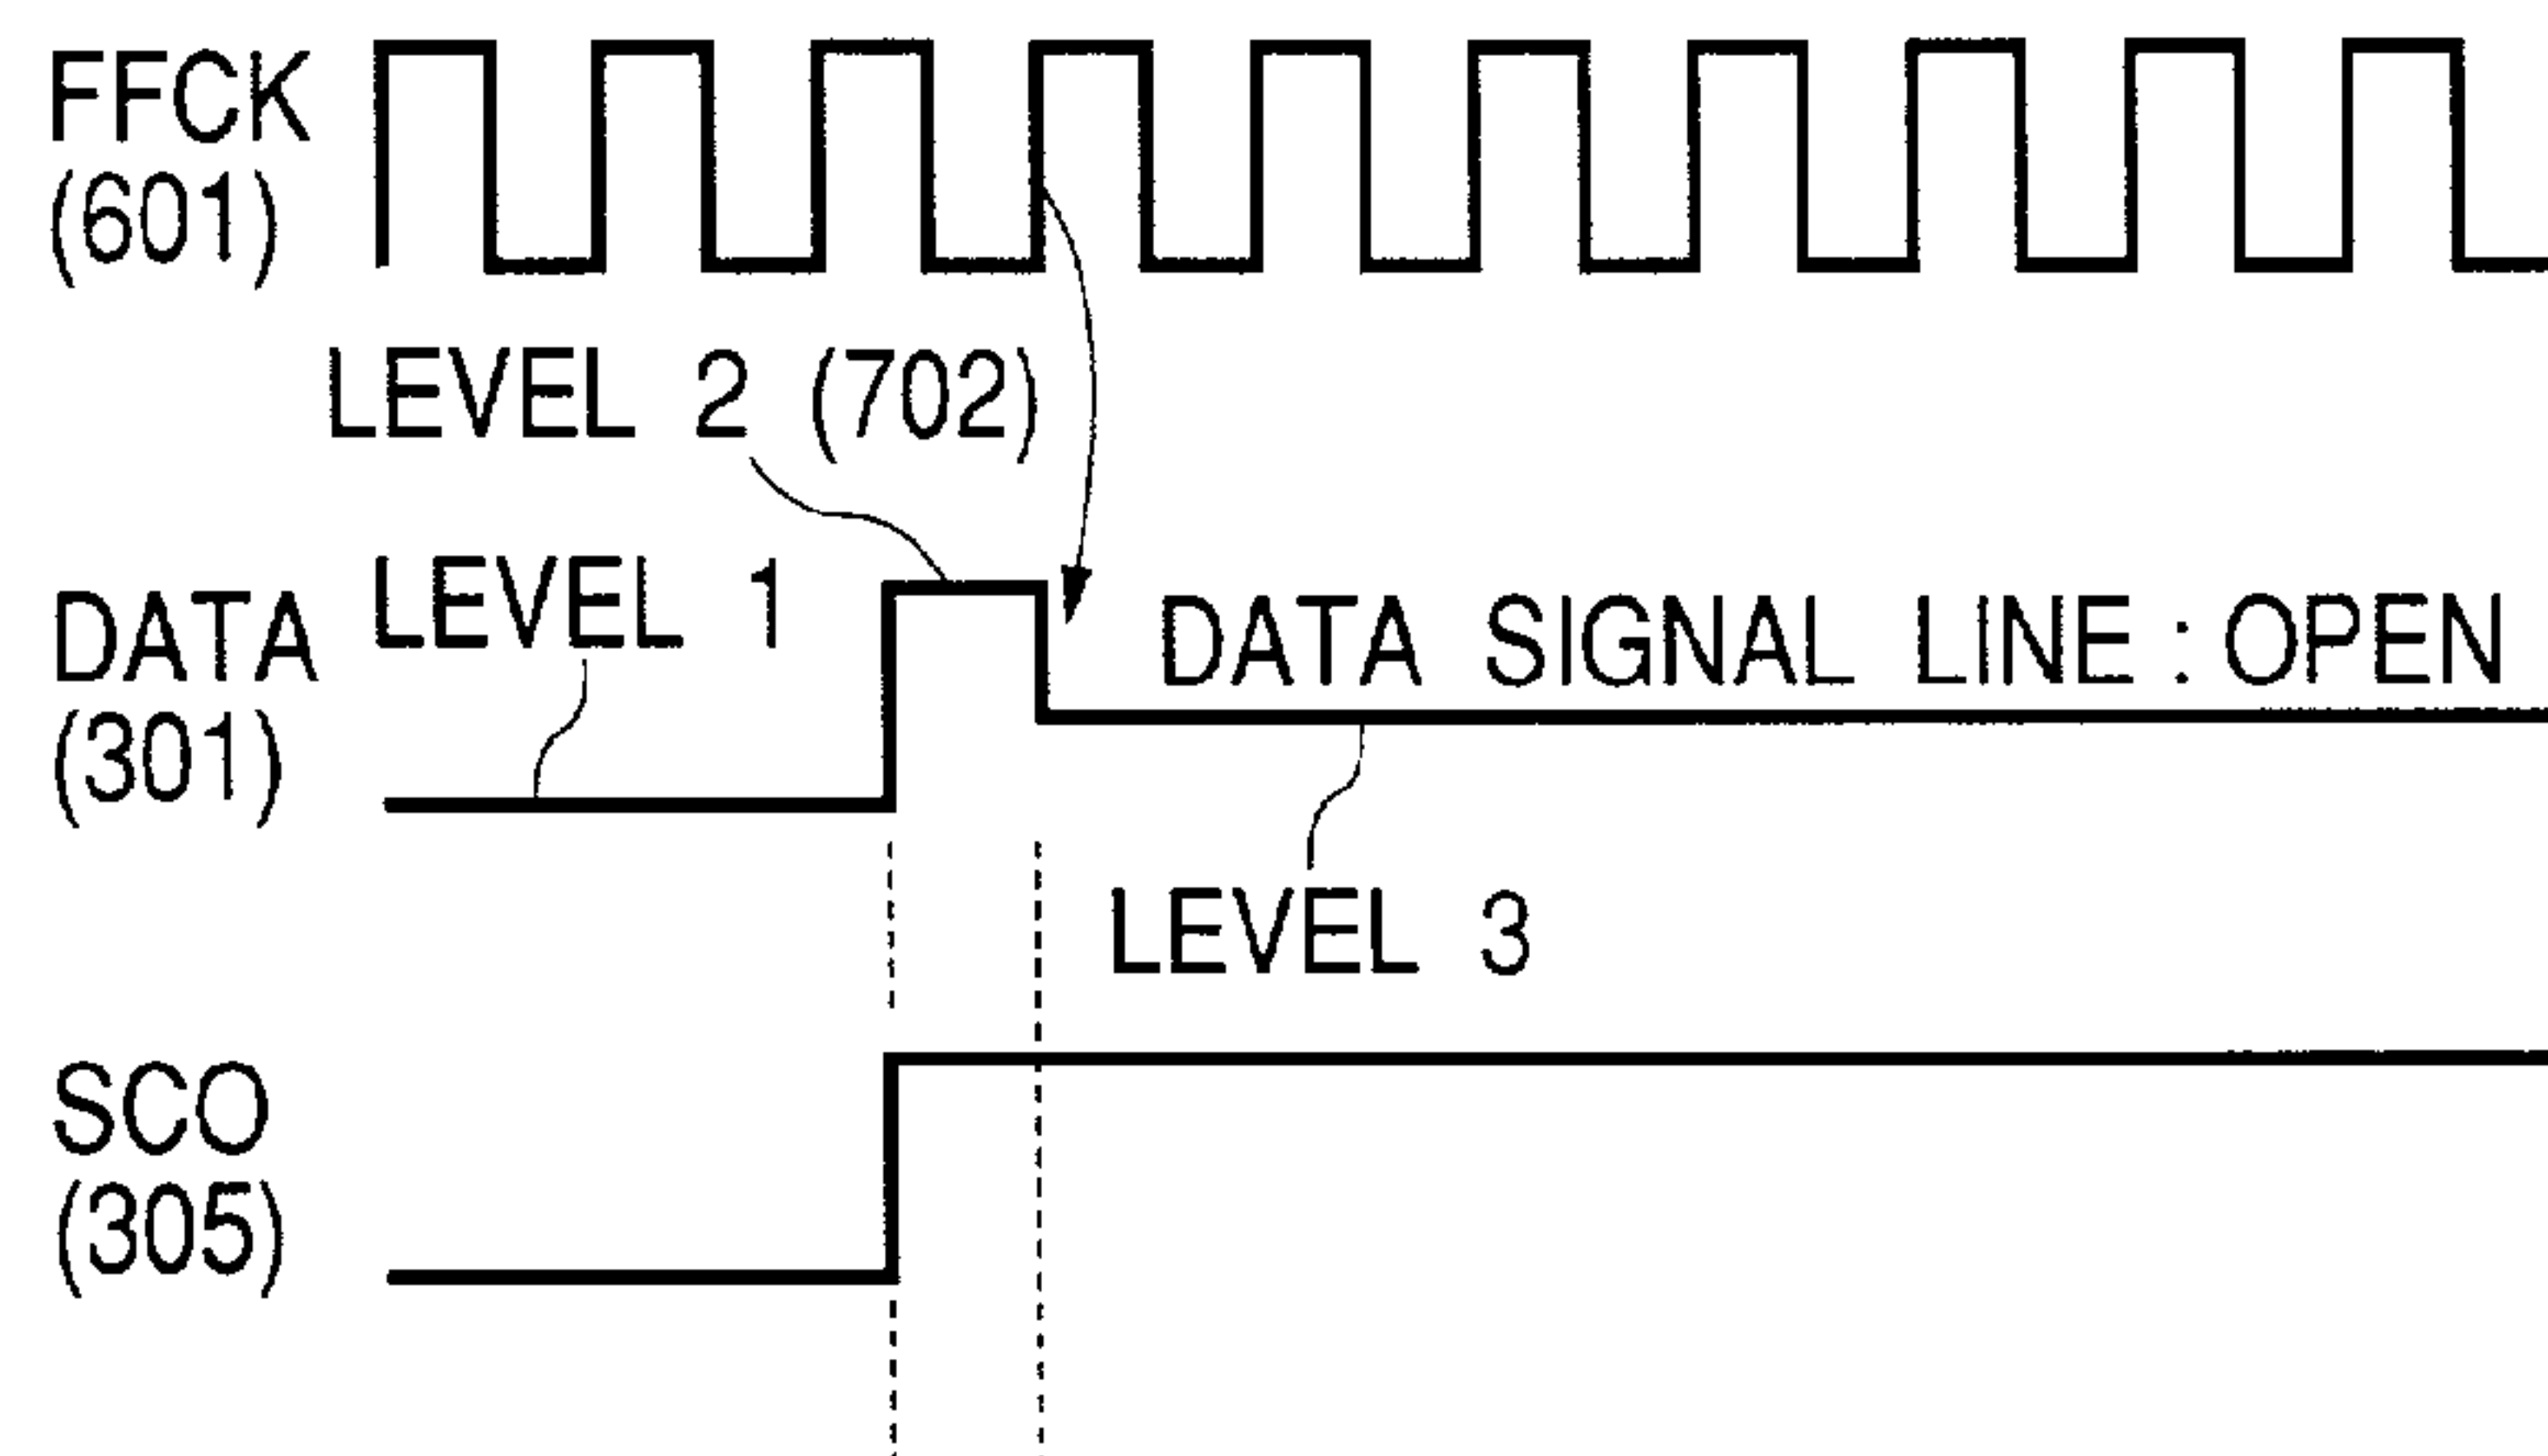 FFCK
(601)
LEVEL 2 (702)
LEVEL 1
DATA
(301)
DATA SIGNAL LINE : OPEN
LEVEL 3
SCO
(305)